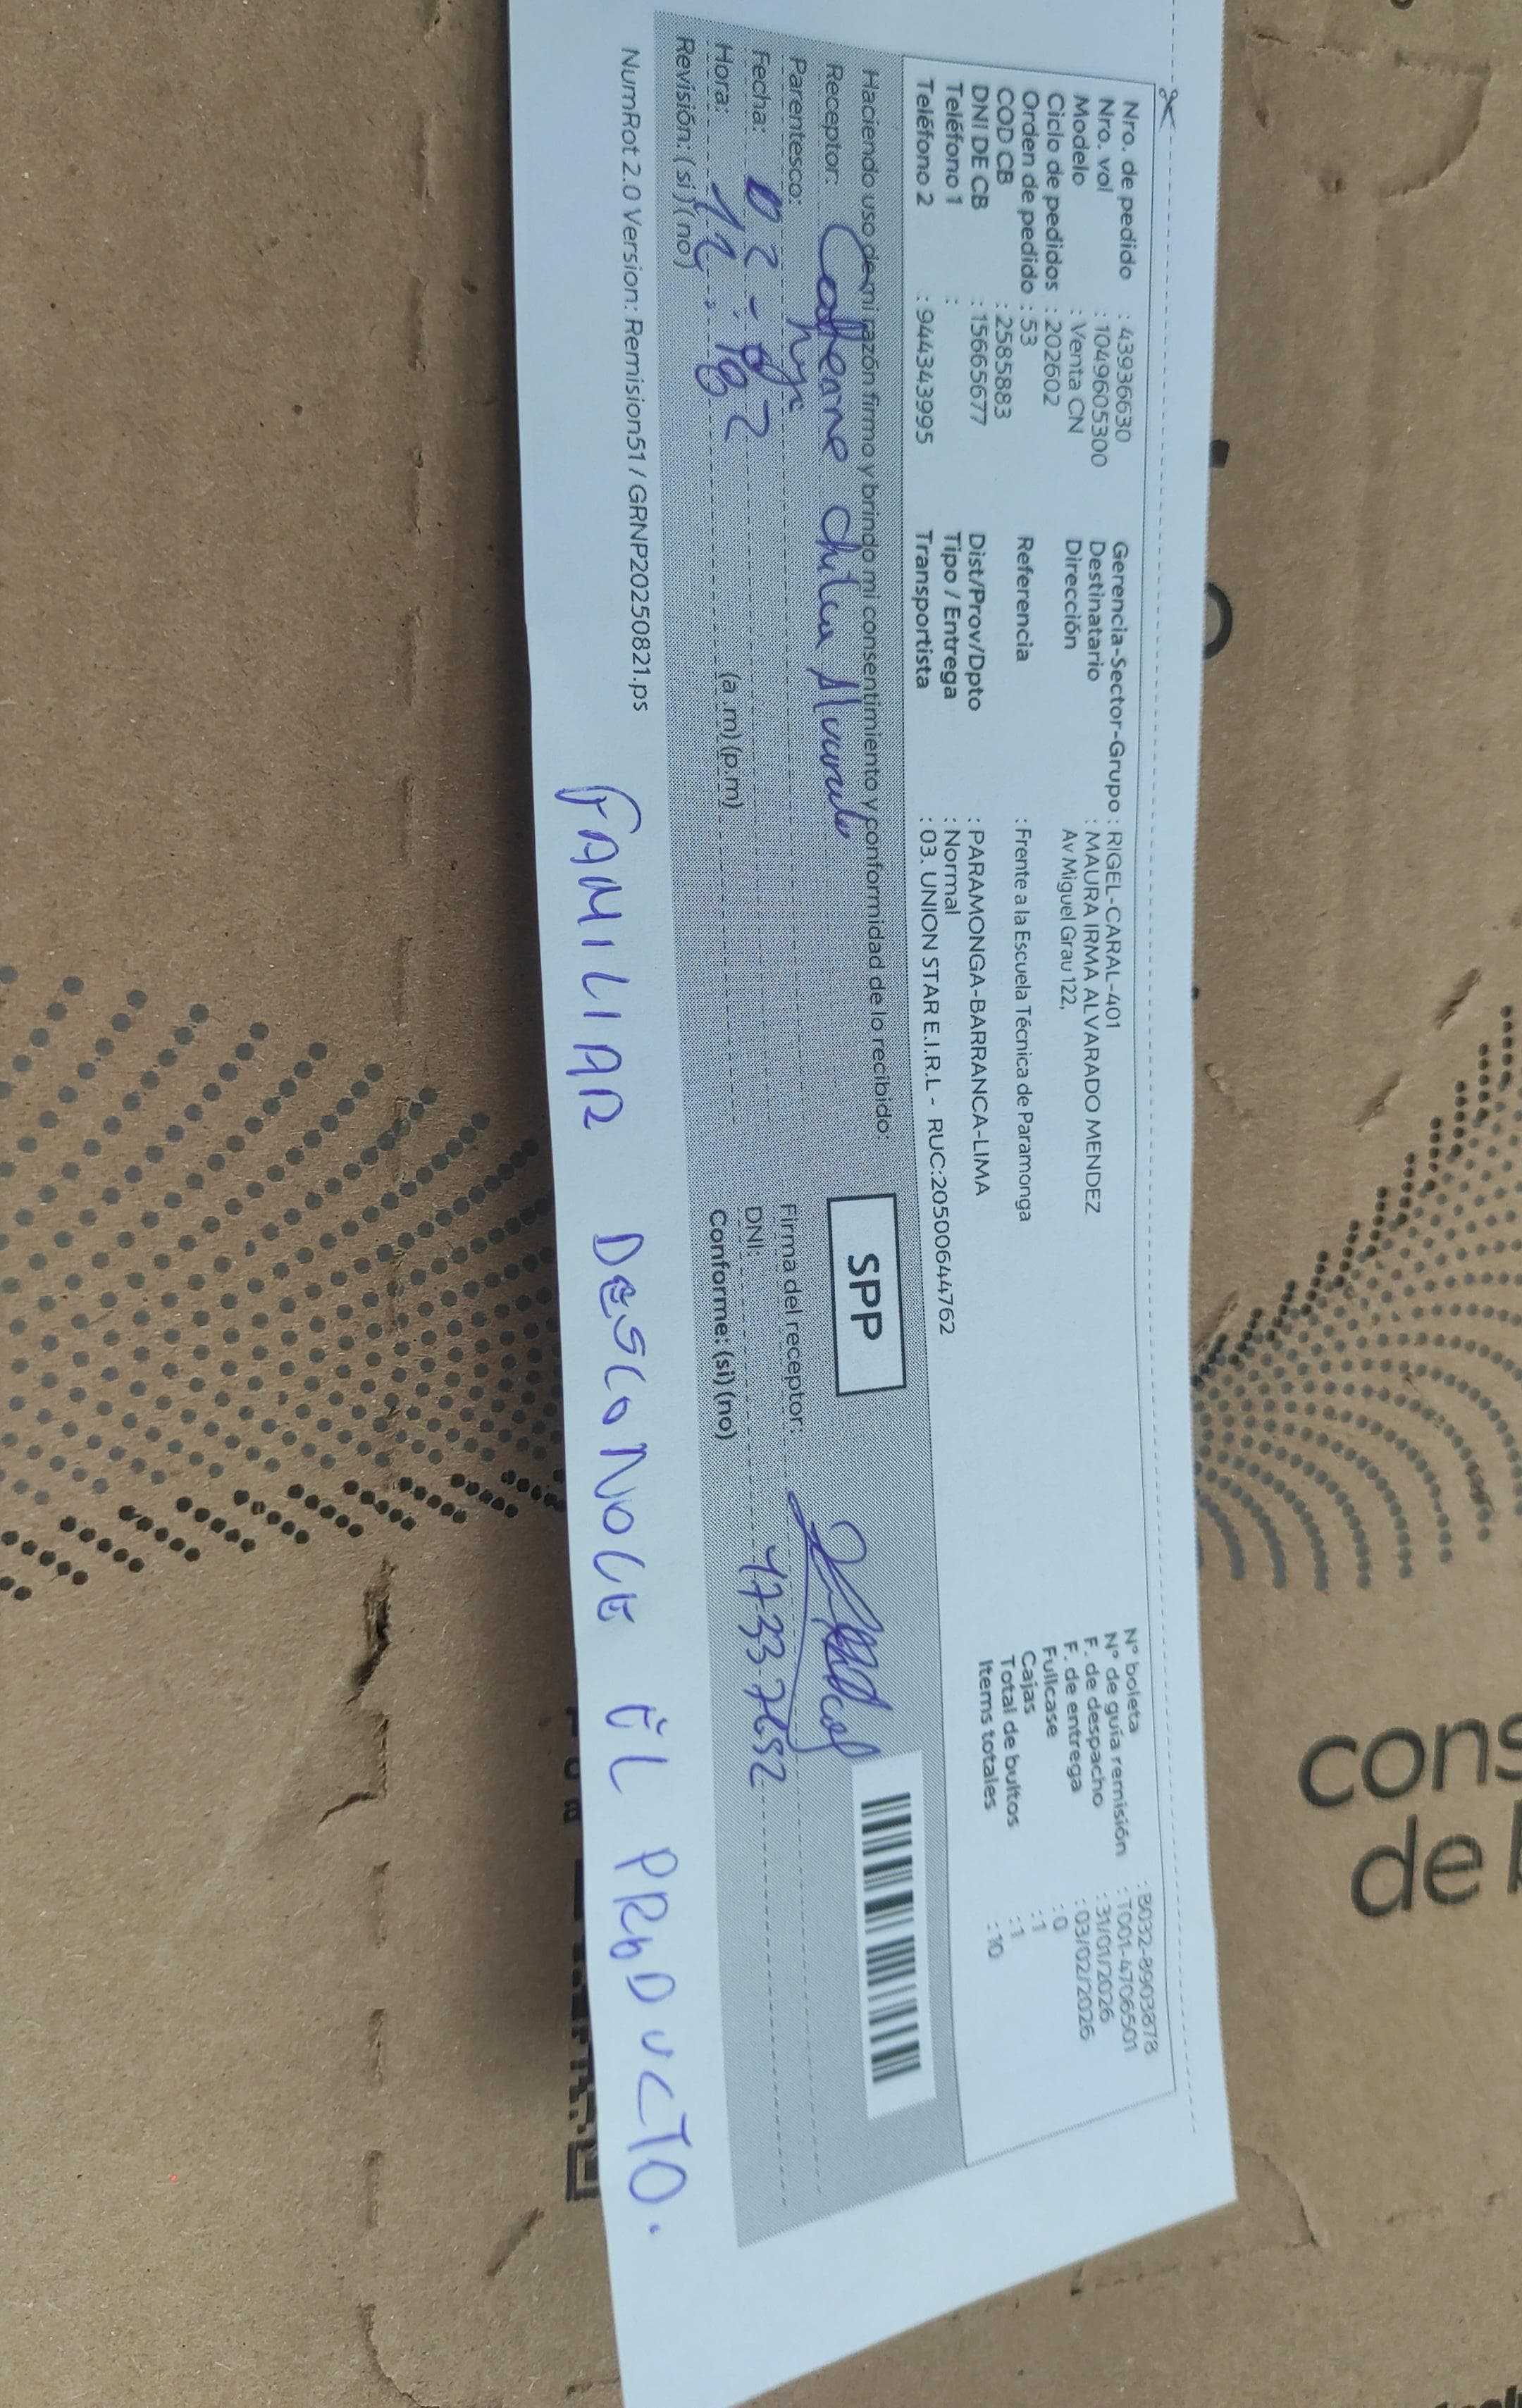 Nro. de pedido : 43936630
Nro. vol : 1049605300
Modelo : Venta CN
Ciclo de pedidos : 202602
Orden de pedido : 53
COD CB : 2585883
DNI DE CB : 15665677
Teléfono 1 :
Teléfono 2 : 944343995
Gerencia-Sector-Grupo : RIGEL-CARAL-401
Destinatario : MAURA IRMA ALVARADO MENDEZ
Dirección Av Miguel Grau 122,
Referencia : Frente a la Escuela Técnica de Paramonga
Dist/Prov/Dpto : PARAMONGA-BARRANCA-LIMA
Tipo / Entrega : Normal
Transportista : 03. UNION STAR E.I.R.L - RUC:20500644762
N° boleta : B032-8903878
N° de guía remisión : T001-4706501
F. de despacho : 31/01/2026
F. de entrega : 03/02/2026
Fullcase : 0
Cajas : 1
Total de bultos : 1
Items totales : 10
Haciendo uso de mi razón firmo y brindo mi consentimiento y conformidad de lo recibido:
SPP
Receptor:
Parentesco:
Fecha: 02 - 02
Hora: (a.m) (p.m)
Revisión: (si) (no)
Firma del receptor:
DNI:
Conforme: (si) (no)
NumRot 2.0 Version: Remision51 / GRNP20250821.ps
FAMILIAR DESCONOCE EL PRODUCTO.
cons
de